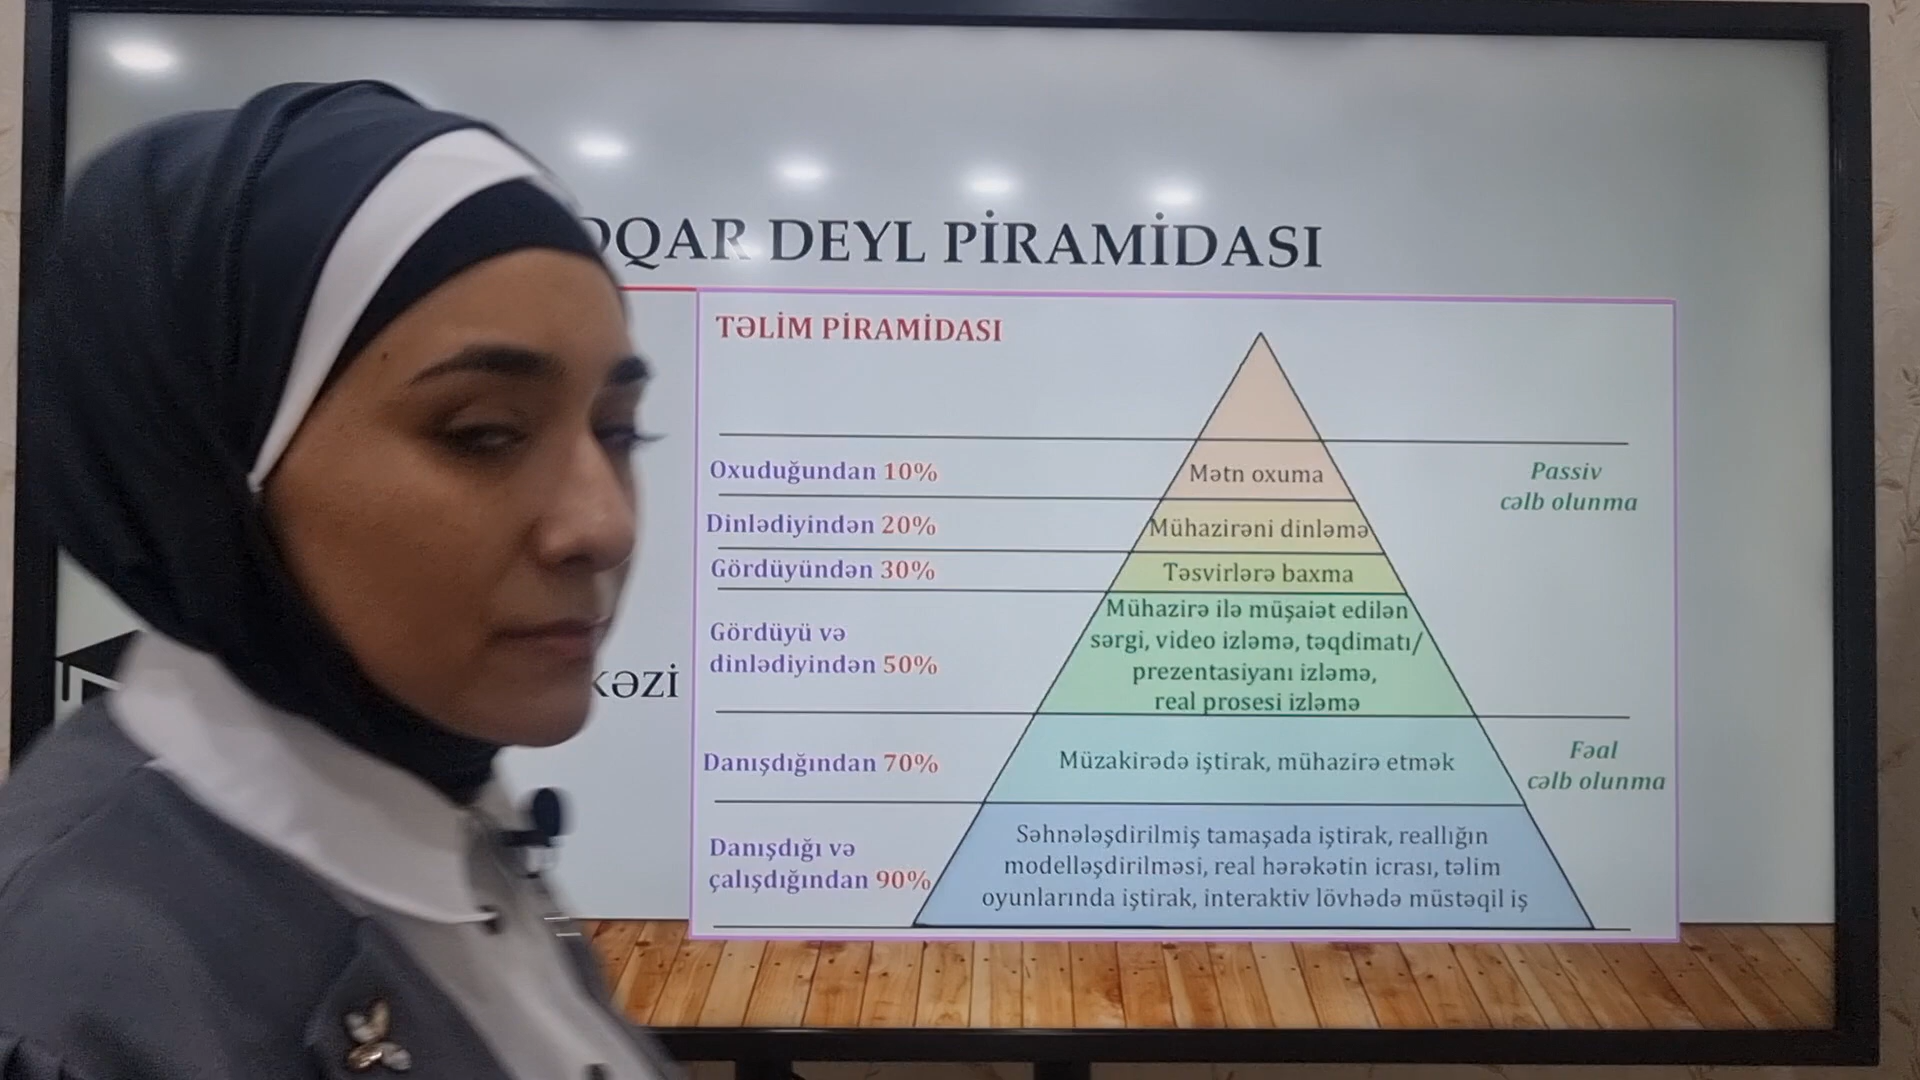 DEYL PİRAMİDASI
TƏLİM PİRAMİDASI
Oxuduğundan 10%
Mətn oxuma
Passiv
cəlb olunma
Dinlədiyindən 20%
Mühazirəni dinləmə
Gördüyündən 30%
Təsvirlərə baxma
Gördüyü və
dinlədiyindən 50%
Mühazirə ilə müşaiət edilən
sərgi, video izləmə, təqdimatı/
prezentasiyanı izləmə,
real prosesi izləmə
Danışdığından 70%
Müzakirədə iştirak, mühazirə etmək
Fəal
cəlb olunma
Danışdığı və
çalışdığından 90%
Səhnələşdirilmiş tamaşada iştirak, reallığın
modelləşdirilməsi, real hərəkətin icrası, təlim
oyunlarında iştirak, interaktiv lövhədə müstəqil iş